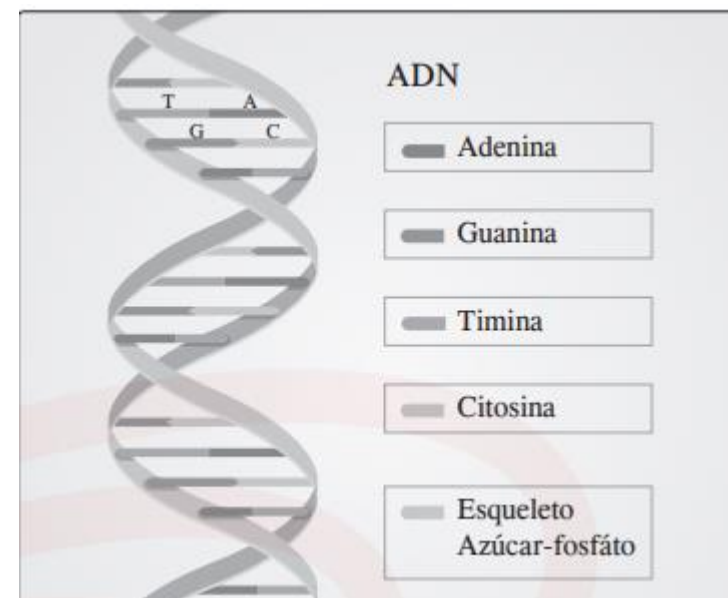 ADN
T A
G C
Adenina
Guanina
Timina
Citosina
Esqueleto
Azúcar-fosfáto